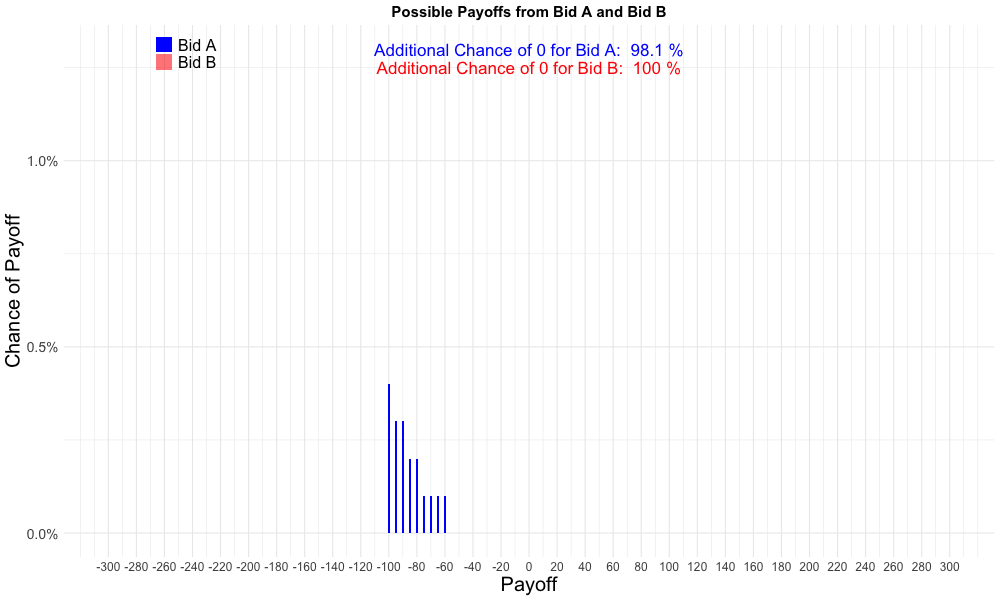 Possible Payoffs from Bid A and Bid B
Bid A
Bid B
Additional Chance of 0 for Bid A:  98.1 %
Additional Chance of 0 for Bid B:  100 %
Chance of Payoff
1.0%
0.5%
0.0%
-300 -280 -260 -240 -220 -200 -180 -160 -140 -120 -100 -80 -60 -40 -20 0 20 40 60 80 100 120 140 160 180 200 220 240 260 280 300
Payoff